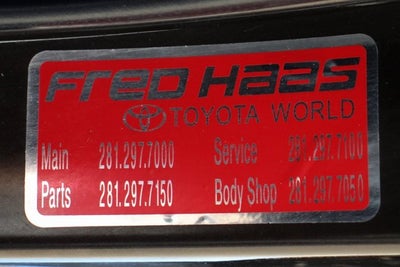 FRED HAAS
TOYOTA WORLD
Main 281.297.7000 Service 281.297.7100
Parts 281.297.7150 Body Shop 281.297.7050